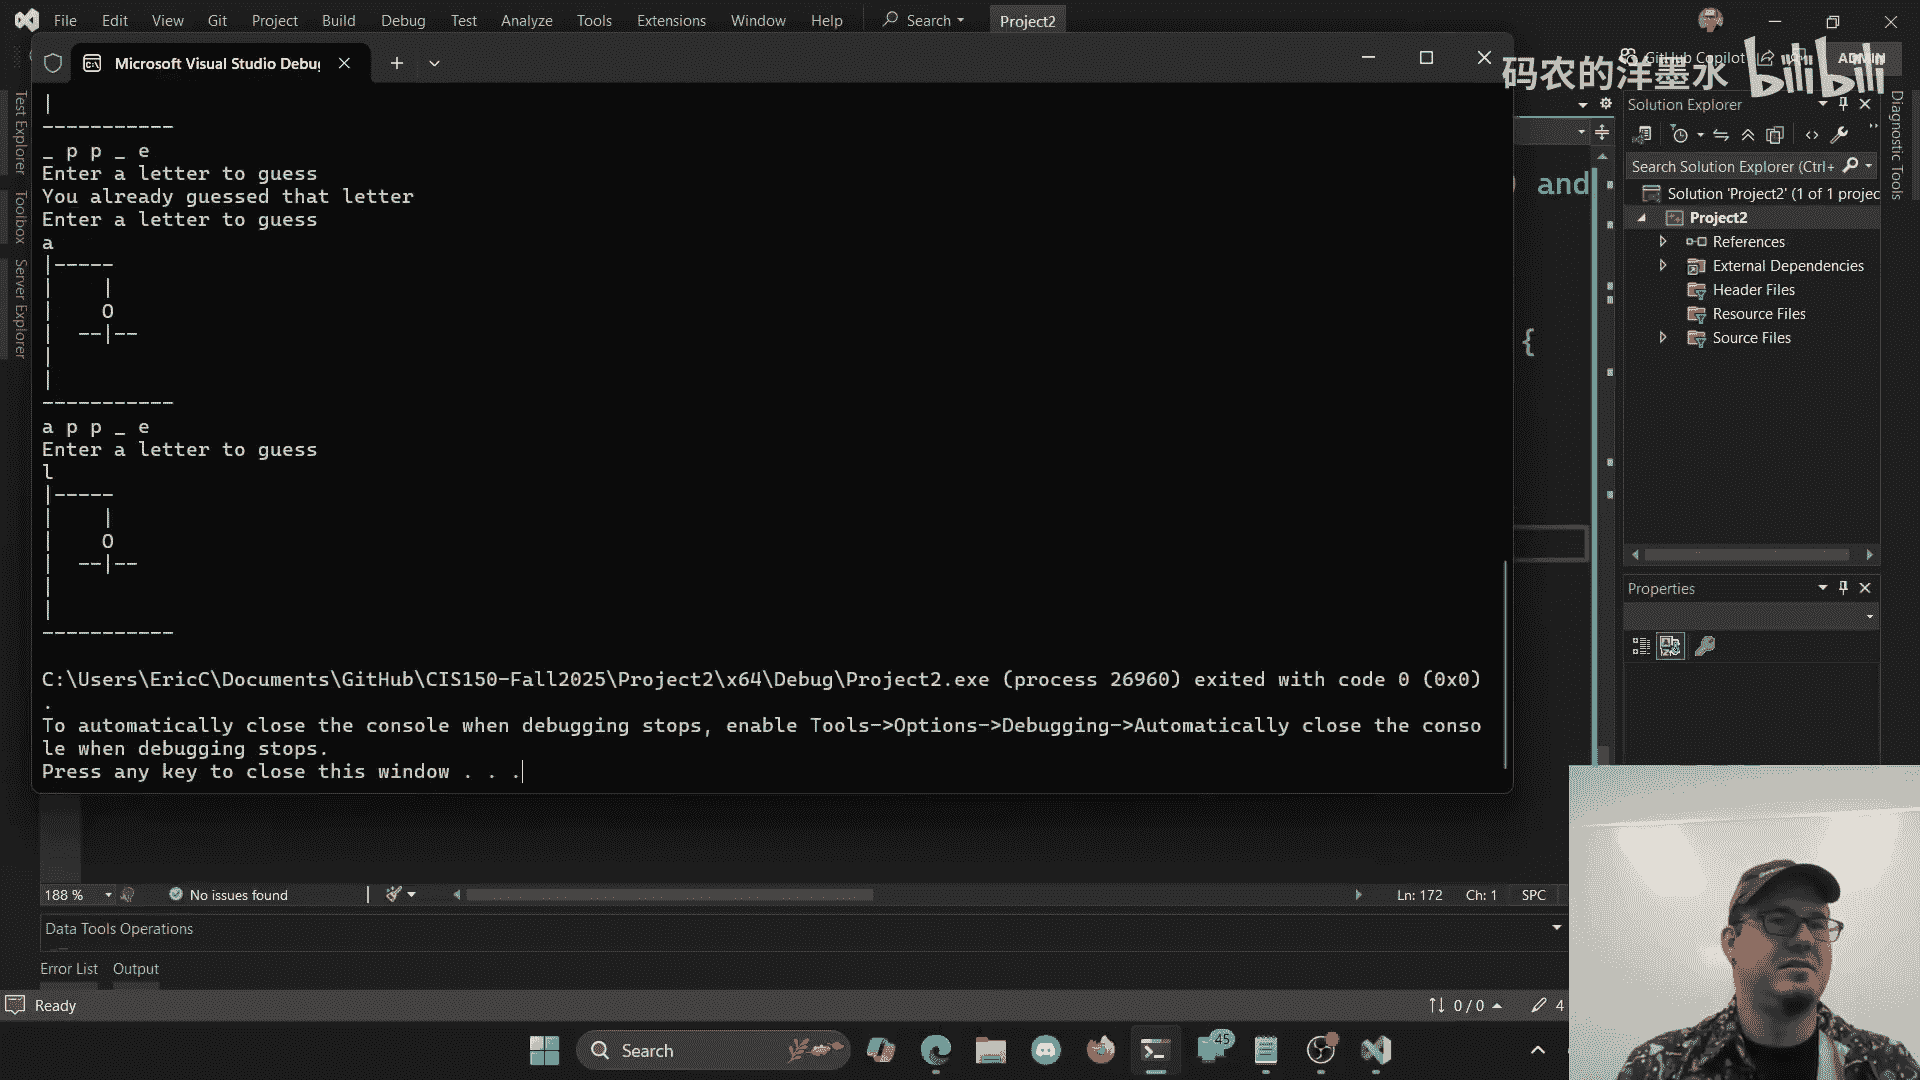 File Edit View Git Project Build Debug Test Analyze Tools Extensions Window Help Search Project2
Microsoft Visual Studio Debu
GitHub Copilot
ADMIN
码农的洋墨水 bilibili
Test Explorer
Toolbox
Server Explorer
|
-----------
_ p p _ e
Enter a letter to guess
You already guessed that letter
Enter a letter to guess
a
|-----
|    |
|    O
|  --|--
|
|
-----------
a p p _ e
Enter a letter to guess
l
|-----
|    |
|    O
|  --|--
|
|
-----------
C:\Users\EricC\Documents\GitHub\CIS150-Fall2025\Project2\x64\Debug\Project2.exe (process 26960) exited with code 0 (0x0)
.
To automatically close the console when debugging stops, enable Tools->Options->Debugging->Automatically close the conso
le when debugging stops.
Press any key to close this window . . .
) and
{
Solution Explorer
Search Solution Explorer (Ctrl+
Solution 'Project2' (1 of 1 projec
Project2
References
External Dependencies
Header Files
Resource Files
Source Files
Properties
Diagnostic Tools
188 % No issues found Ln: 172 Ch: 1 SPC
Data Tools Operations
Error List Output
Ready 0 / 0 4
Search 45